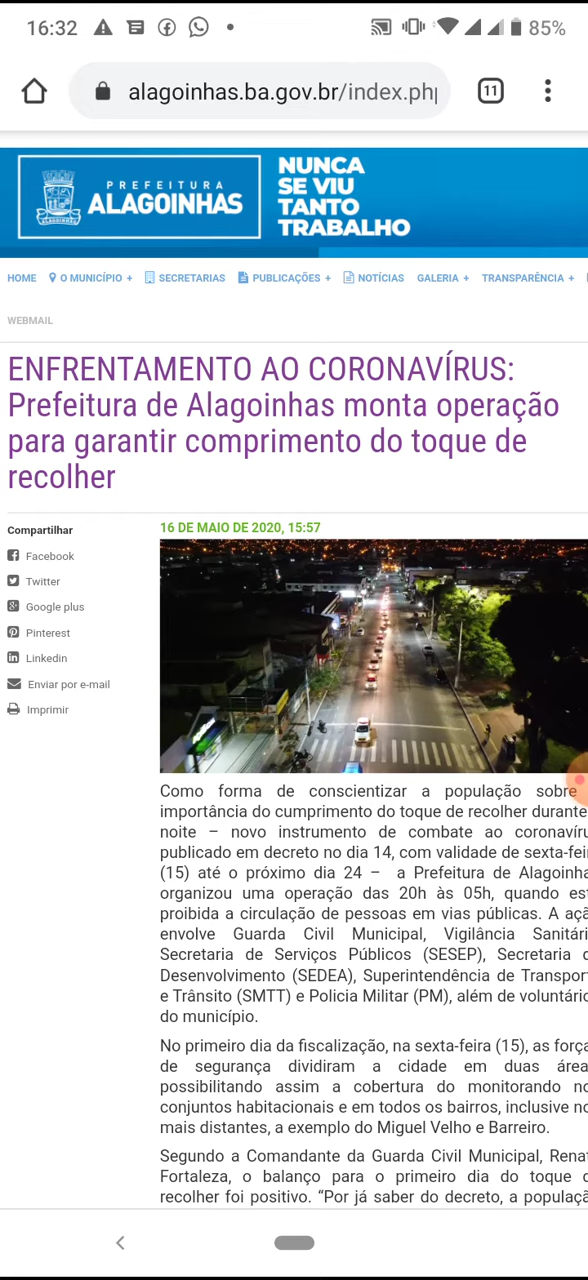 16:32
85%
alagoinhas.ba.gov.br/index.ph
11
PREFEITURA
ALAGOINHAS
NUNCA
SE VIU
TANTO
TRABALHO
HOME O MUNICÍPIO + SECRETARIAS PUBLICAÇÕES + NOTÍCIAS GALERIA + TRANSPARÊNCIA +
WEBMAIL
ENFRENTAMENTO AO CORONAVÍRUS:
Prefeitura de Alagoinhas monta operação
para garantir comprimento do toque de
recolher
Compartilhar
Facebook
Twitter
Google plus
Pinterest
Linkedin
Enviar por e-mail
Imprimir
16 DE MAIO DE 2020, 15:57
Como forma de conscientizar a população sobre
importância do cumprimento do toque de recolher durante
noite – novo instrumento de combate ao coronavíru
publicado em decreto no dia 14, com validade de sexta-fei
(15) até o próximo dia 24 – a Prefeitura de Alagoinha
organizou uma operação das 20h às 05h, quando est
proibida a circulação de pessoas em vias públicas. A açã
envolve Guarda Civil Municipal, Vigilância Sanitári
Secretaria de Serviços Públicos (SESEP), Secretaria d
Desenvolvimento (SEDEA), Superintendência de Transpor
e Trânsito (SMTT) e Policia Militar (PM), além de voluntário
do município.
No primeiro dia da fiscalização, na sexta-feira (15), as força
de segurança dividiram a cidade em duas área
possibilitando assim a cobertura do monitorando no
conjuntos habitacionais e em todos os bairros, inclusive no
mais distantes, a exemplo do Miguel Velho e Barreiro.
Segundo a Comandante da Guarda Civil Municipal, Rena
Fortaleza, o balanço para o primeiro dia do toque d
recolher foi positivo. “Por já saber do decreto, a populaçã